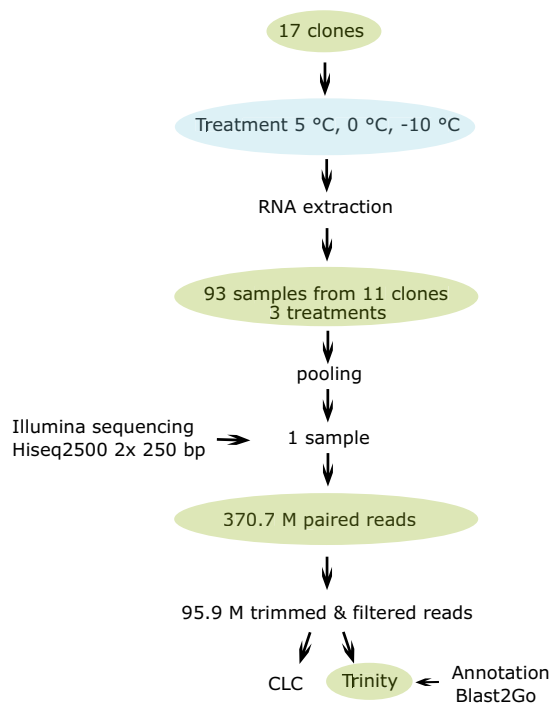 17 clones
Treatment 5 °C, 0 °C, -10 °C
RNA extraction
93 samples from 11 clones
3 treatments
pooling
Illumina sequencing
Hiseq2500 2x 250 bp
1 sample
370.7 M paired reads
95.9 M trimmed & filtered reads
CLC
Trinity
Annotation
Blast2Go